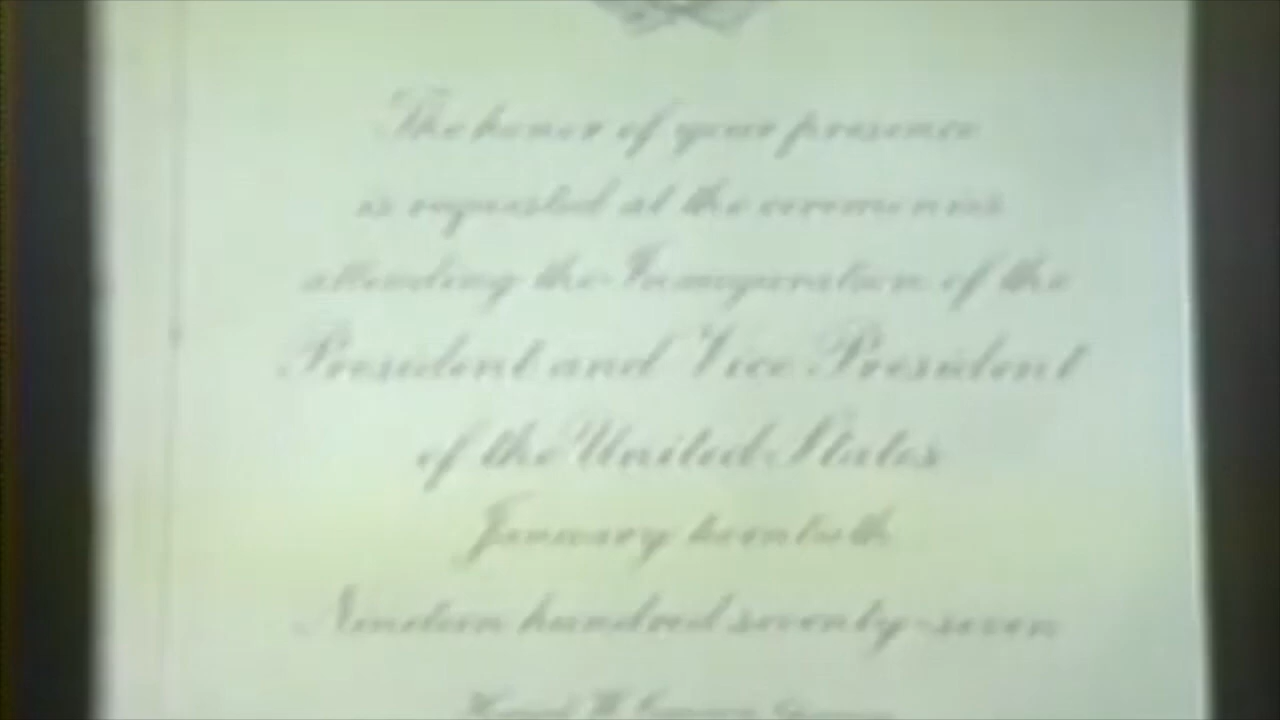 The honor of your presence
is requested at the ceremonies
attending the Inauguration of the
President and Vice President
of the United States
January twentieth
Nineteen hundred seventy-seven